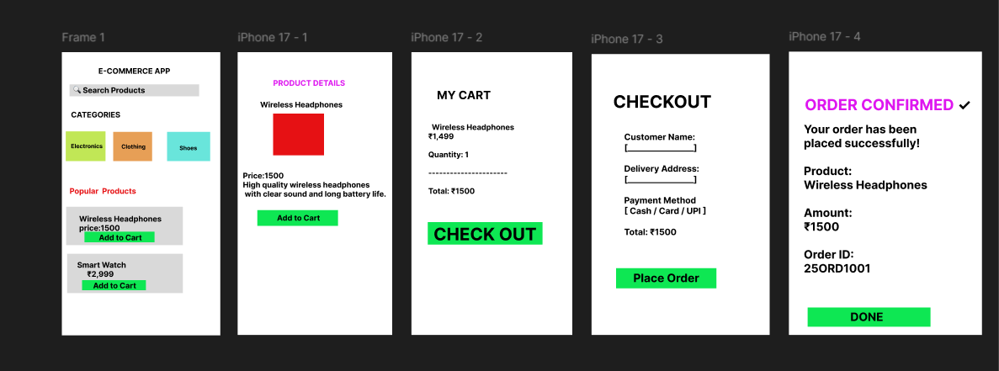 Frame 1
E-COMMERCE APP
🔍 Search Products
CATEGORIES
Electronics
Clothing
Shoes
Popular Products
Wireless Headphones
price:1500
Add to Cart
Smart Watch
₹2,999
Add to Cart
iPhone 17 - 1
PRODUCT DETAILS
Wireless Headphones
Price:1500
High quality wireless headphones
with clear sound and long battery life.
Add to Cart
iPhone 17 - 2
MY CART
Wireless Headphones
₹1,499
Quantity: 1
----------------------
Total: ₹1500
CHECK OUT
iPhone 17 - 3
CHECKOUT
Customer Name:
[______________]
Delivery Address:
[______________]
Payment Method
[ Cash / Card / UPI ]
Total: ₹1500
Place Order
iPhone 17 - 4
ORDER CONFIRMED ✓
Your order has been
placed successfully!
Product:
Wireless Headphones
Amount:
₹1500
Order ID:
25ORD1001
DONE